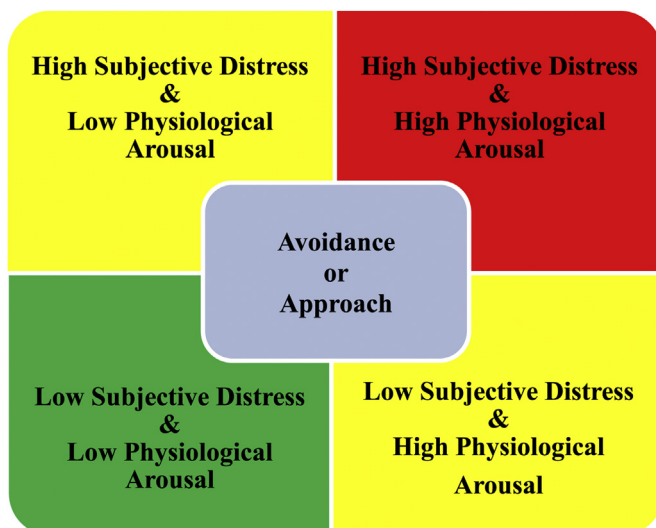 High Subjective Distress
&
Low Physiological
Arousal
High Subjective Distress
&
High Physiological
Arousal
Avoidance
or
Approach
Low Subjective Distress
&
Low Physiological
Arousal
Low Subjective Distress
&
High Physiological
Arousal